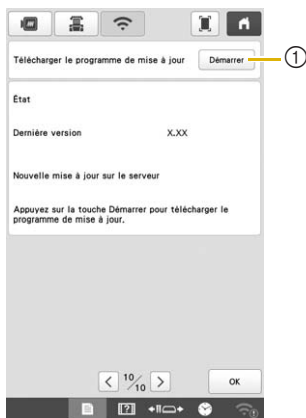 Télécharger le programme de mise à jour Démarrer ①
État
Dernière version X.XX
Nouvelle mise à jour sur le serveur
Appuyez sur la touche Démarrer pour télécharger le
programme de mise à jour.
< 10/10 > OK